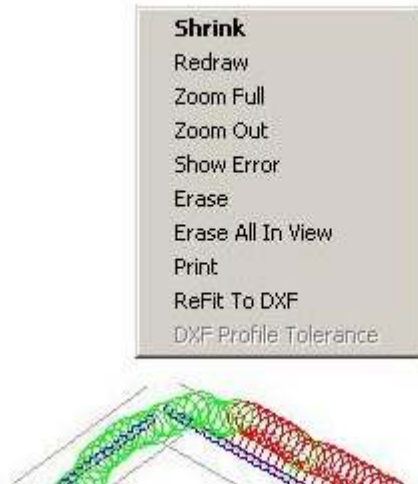 Shrink
Redraw
Zoom Full
Zoom Out
Show Error
Erase
Erase All In View
Print
ReFit To DXF
DXF Profile Tolerance